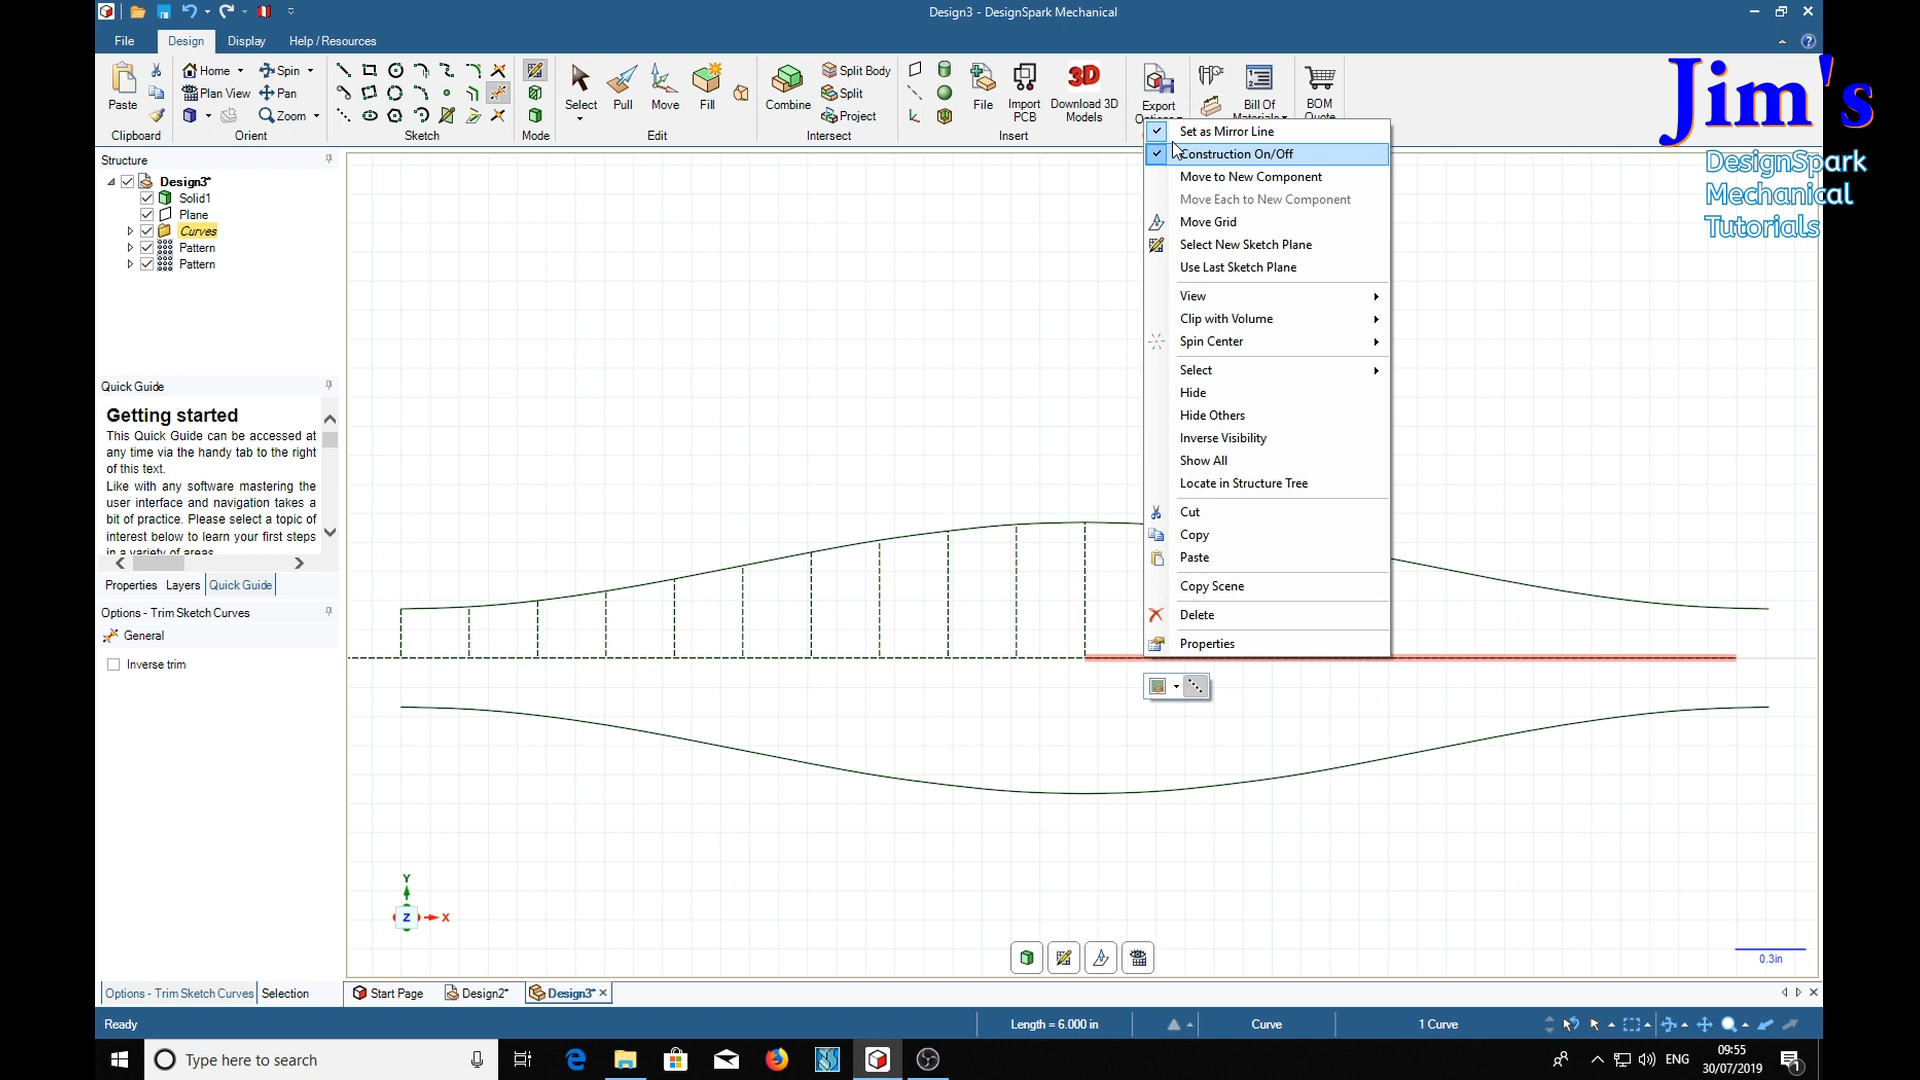 Design3 - DesignSpark Mechanical
File
Design
Display
Help / Resources
Jim's
DesignSpark
Mechanical
Tutorials
Paste
Clipboard
Home
Plan View
Spin
Pan
Zoom
Orient
Sketch
Mode
Select
Pull
Move
Fill
Edit
Combine
Split Body
Split
Project
Intersect
File
Import
PCB
Download 3D
Models
Insert
3D
Export
Options
Bill Of
Materials
BOM
Quote
Structure
Design3*
Solid1
Plane
Curves
Pattern
Pattern
Set as Mirror Line
Construction On/Off
Move to New Component
Move Each to New Component
Move Grid
Select New Sketch Plane
Use Last Sketch Plane
View
Clip with Volume
Spin Center
Select
Hide
Hide Others
Inverse Visibility
Show All
Locate in Structure Tree
Cut
Copy
Paste
Copy Scene
Delete
Properties
Quick Guide
Getting started
This Quick Guide can be accessed at
any time via the handy tab to the right
of this text.
Like with any software mastering the
user interface and navigation takes a
bit of practice. Please select a topic of
interest below to learn your first steps
in a variety of areas.
Properties
Layers
Quick Guide
Options - Trim Sketch Curves
General
Inverse trim
Y
Z
X
0.3in
Options - Trim Sketch Curves
Selection
Start Page
Design2*
Design3*
Ready
Length = 6.000 in
Curve
1 Curve
Type here to search
ENG
09:55
30/07/2019
1